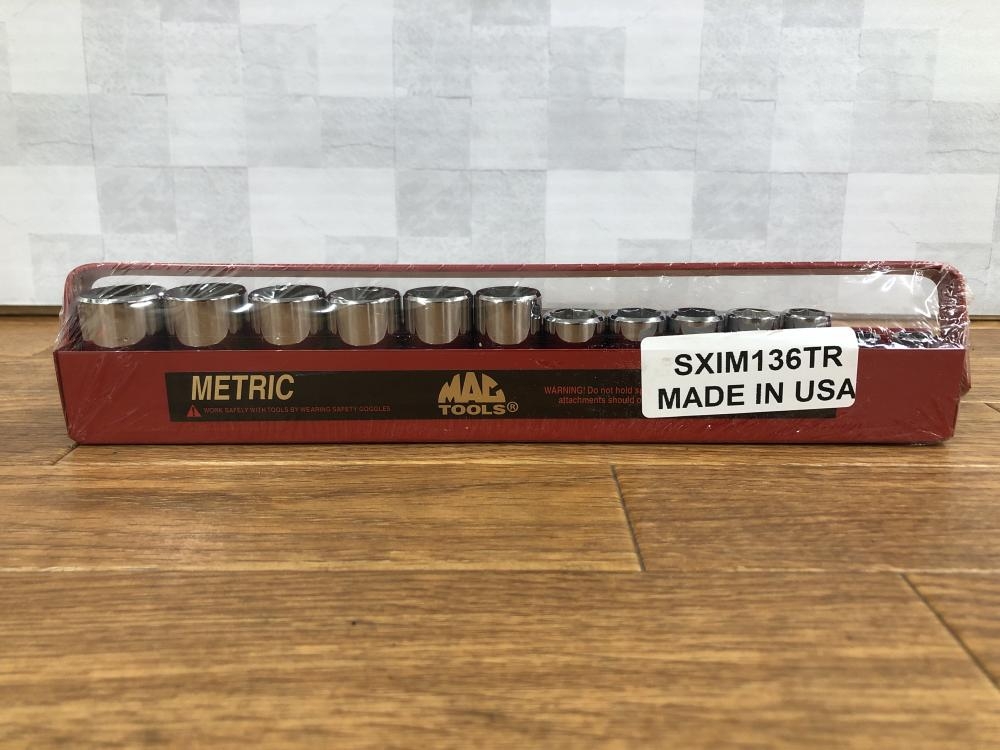 METRIC
WORK SAFELY WITH TOOLS BY WEARING SAFETY GOGGLES
MAC
TOOLS®
WARNING! Do not hold
attachments should
SXIM136TR
MADE IN USA